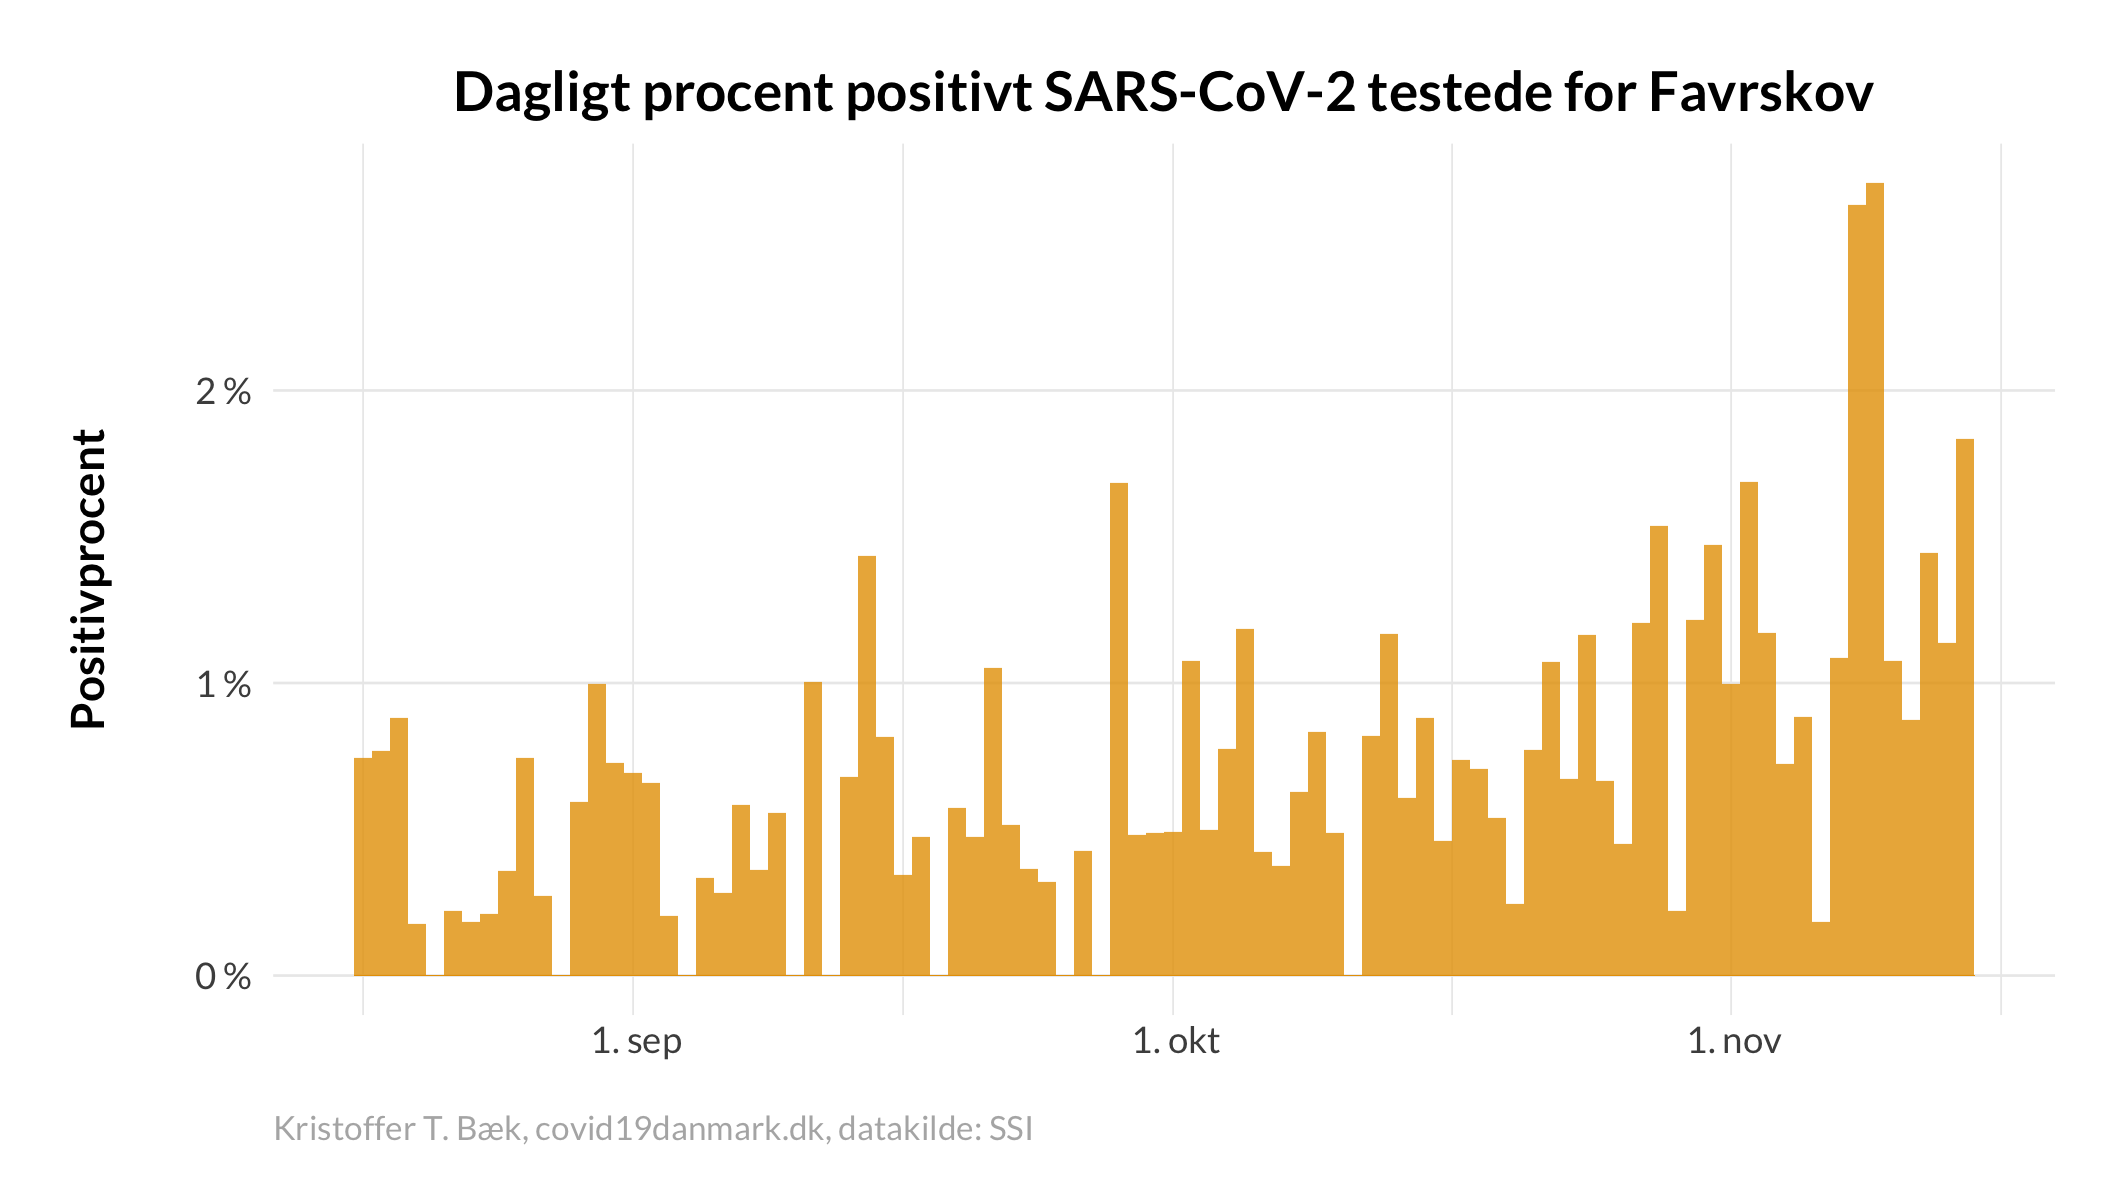 Dagligt procent positivt SARS-CoV-2 testede for Favrskov
Positivprocent
2 %
1 %
0 %
1. sep
1. okt
1. nov
Kristoffer T. Bæk, covid19danmark.dk, datakilde: SSI